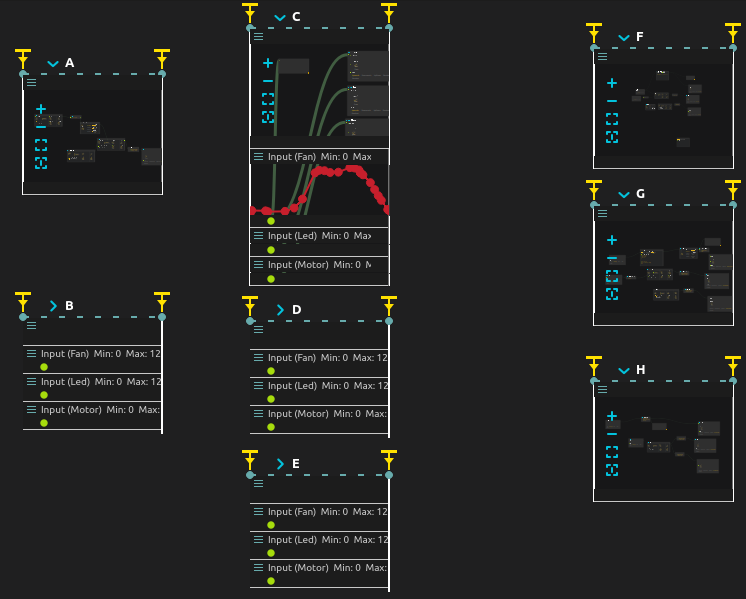 A
C
F
Input (Fan) Min: 0 Max
G
Input (Led) Min: 0 Max
Input (Motor) Min: 0 M
B
D
Input (Fan) Min: 0 Max: 12
Input (Led) Min: 0 Max: 12
Input (Motor) Min: 0 Max:
Input (Fan) Min: 0 Max: 12
Input (Led) Min: 0 Max: 12
Input (Motor) Min: 0 Max:
H
E
Input (Fan) Min: 0 Max: 12
Input (Led) Min: 0 Max: 12
Input (Motor) Min: 0 Max: